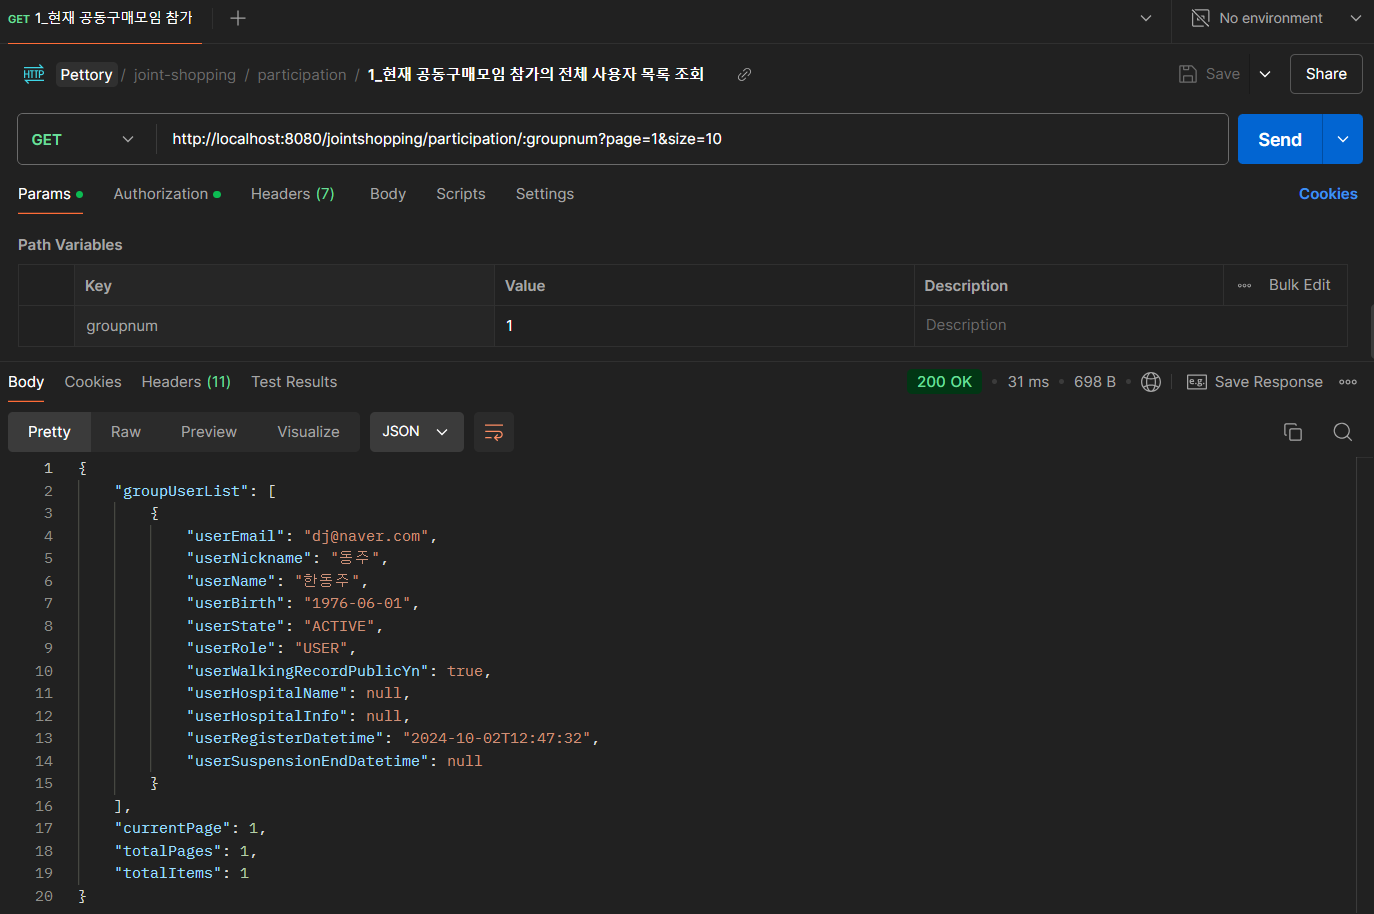 GET 1_현재 공동구매모임 참가
No environment
HTTP Pettory / joint-shopping / participation / 1_현재 공동구매모임 참가의 전체 사용자 목록 조회
Save
Share
GET http://localhost:8080/jointshopping/participation/:groupnum?page=1&size=10
Send
Params Authorization Headers (7) Body Scripts Settings
Cookies
Path Variables
Key Value Description Bulk Edit
groupnum 1 Description
Body Cookies Headers (11) Test Results
200 OK 31 ms 698 B e.g. Save Response
Pretty Raw Preview Visualize JSON
1 {
2 "groupUserList": [
3 {
4 "userEmail": "dj@naver.com",
5 "userNickname": "동주",
6 "userName": "한동주",
7 "userBirth": "1976-06-01",
8 "userState": "ACTIVE",
9 "userRole": "USER",
10 "userWalkingRecordPublicYn": true,
11 "userHospitalName": null,
12 "userHospitalInfo": null,
13 "userRegisterDatetime": "2024-10-02T12:47:32",
14 "userSuspensionEndDatetime": null
15 }
16 ],
17 "currentPage": 1,
18 "totalPages": 1,
19 "totalItems": 1
20 }